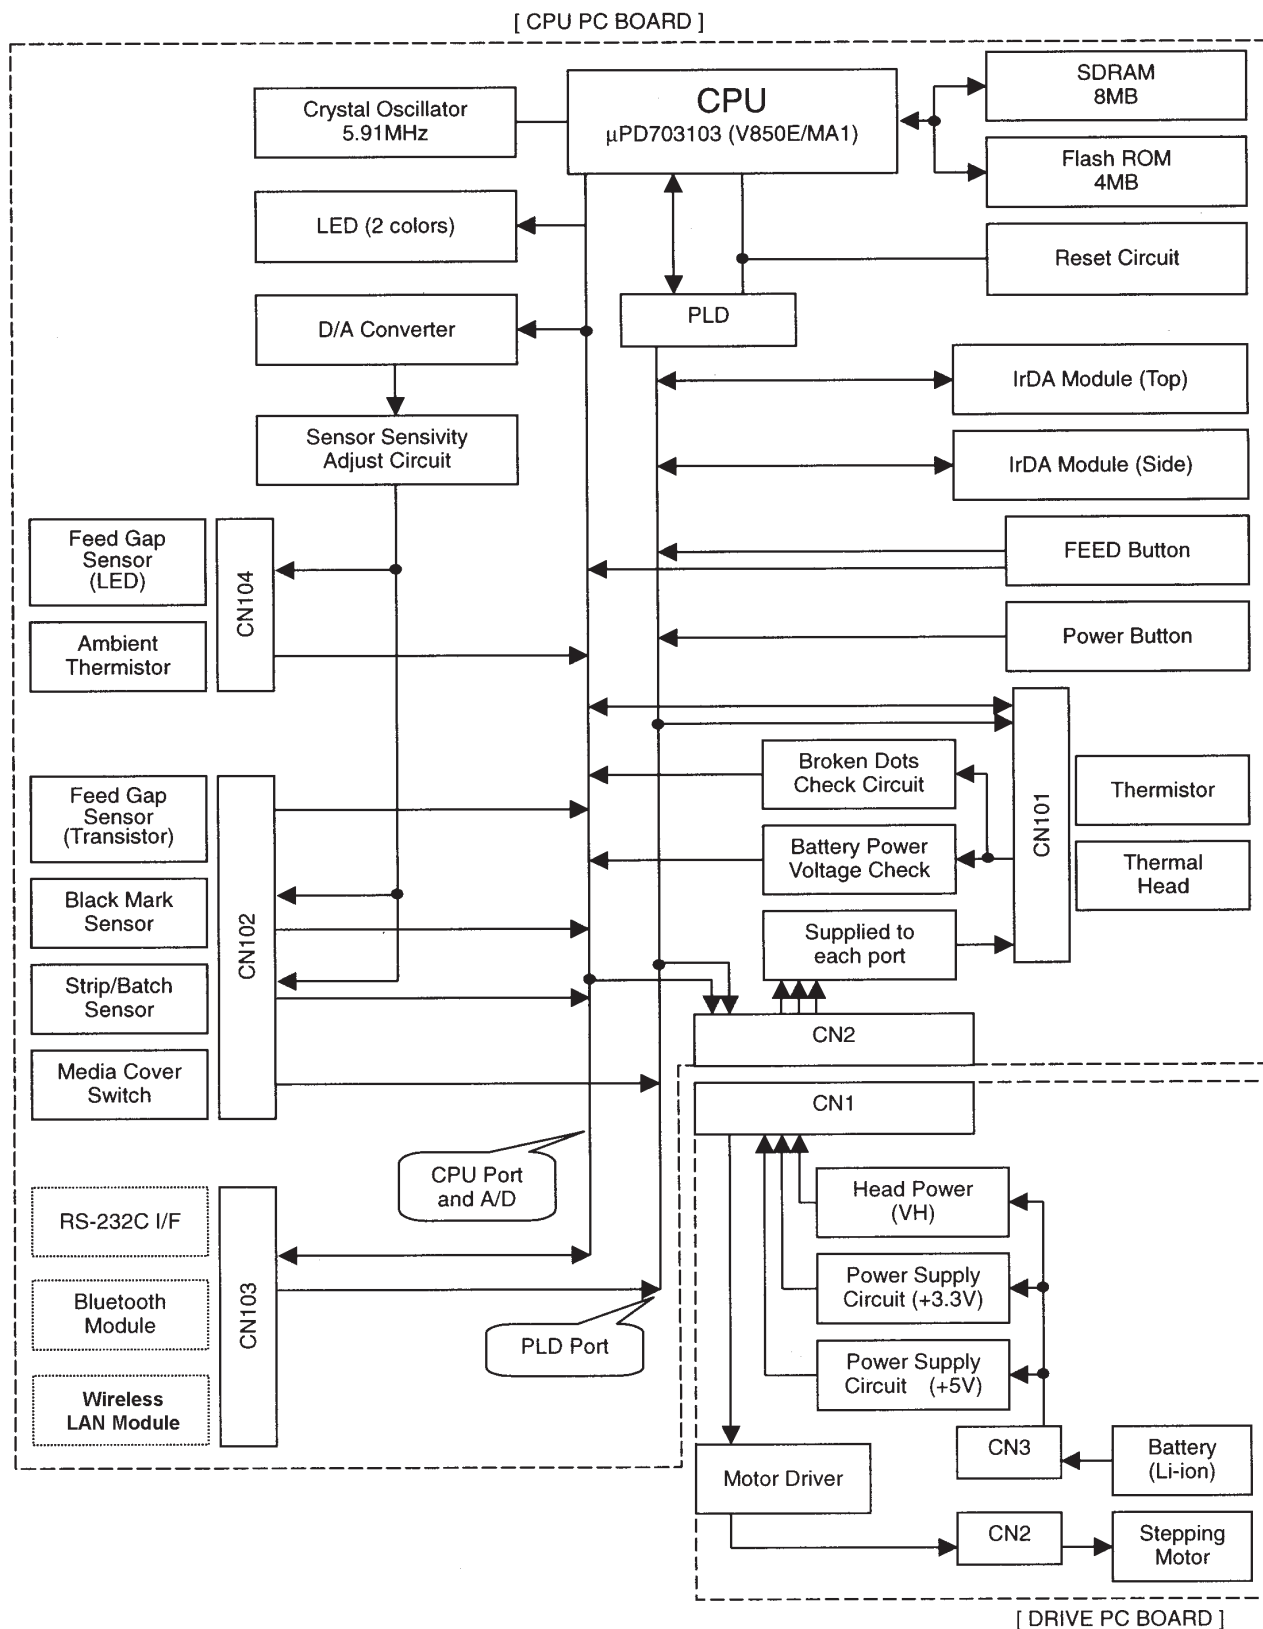 [ CPU PC BOARD ]
CPU
µPD703103 (V850E/MA1)
Crystal Oscillator
5.91MHz
SDRAM
8MB
Flash ROM
4MB
LED (2 colors)
Reset Circuit
D/A Converter
PLD
IrDA Module (Top)
Sensor Sensivity
Adjust Circuit
IrDA Module (Side)
Feed Gap
Sensor
(LED)
CN104
FEED Button
Ambient
Thermistor
Power Button
Broken Dots
Check Circuit
CN101
Thermistor
Feed Gap
Sensor
(Transistor)
CN102
Battery Power
Voltage Check
Thermal
Head
Black Mark
Sensor
Supplied to
each port
Strip/Batch
Sensor
CN2
Media Cover
Switch
CN1
CPU Port
and A/D
Head Power
(VH)
RS-232C I/F
CN103
Power Supply
Circuit (+3.3V)
Bluetooth
Module
PLD Port
Power Supply
Circuit (+5V)
Wireless
LAN Module
CN3
Battery
(Li-ion)
Motor Driver
CN2
Stepping
Motor
[ DRIVE PC BOARD ]